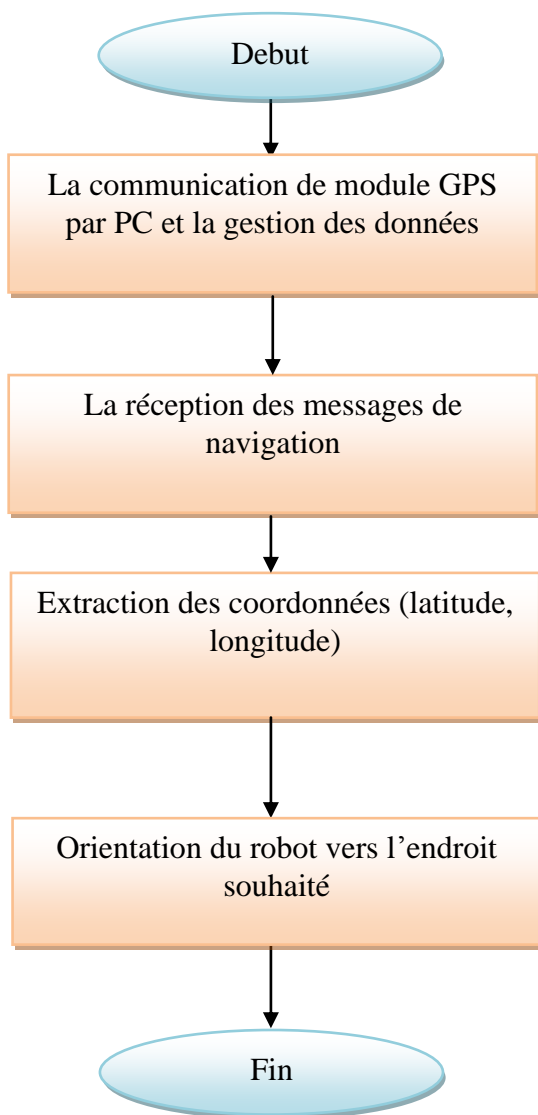 Debut
La communication de module GPS
par PC et la gestion des données
La réception des messages de
navigation
Extraction des coordonnées (latitude,
longitude)
Orientation du robot vers l’endroit
souhaité
Fin